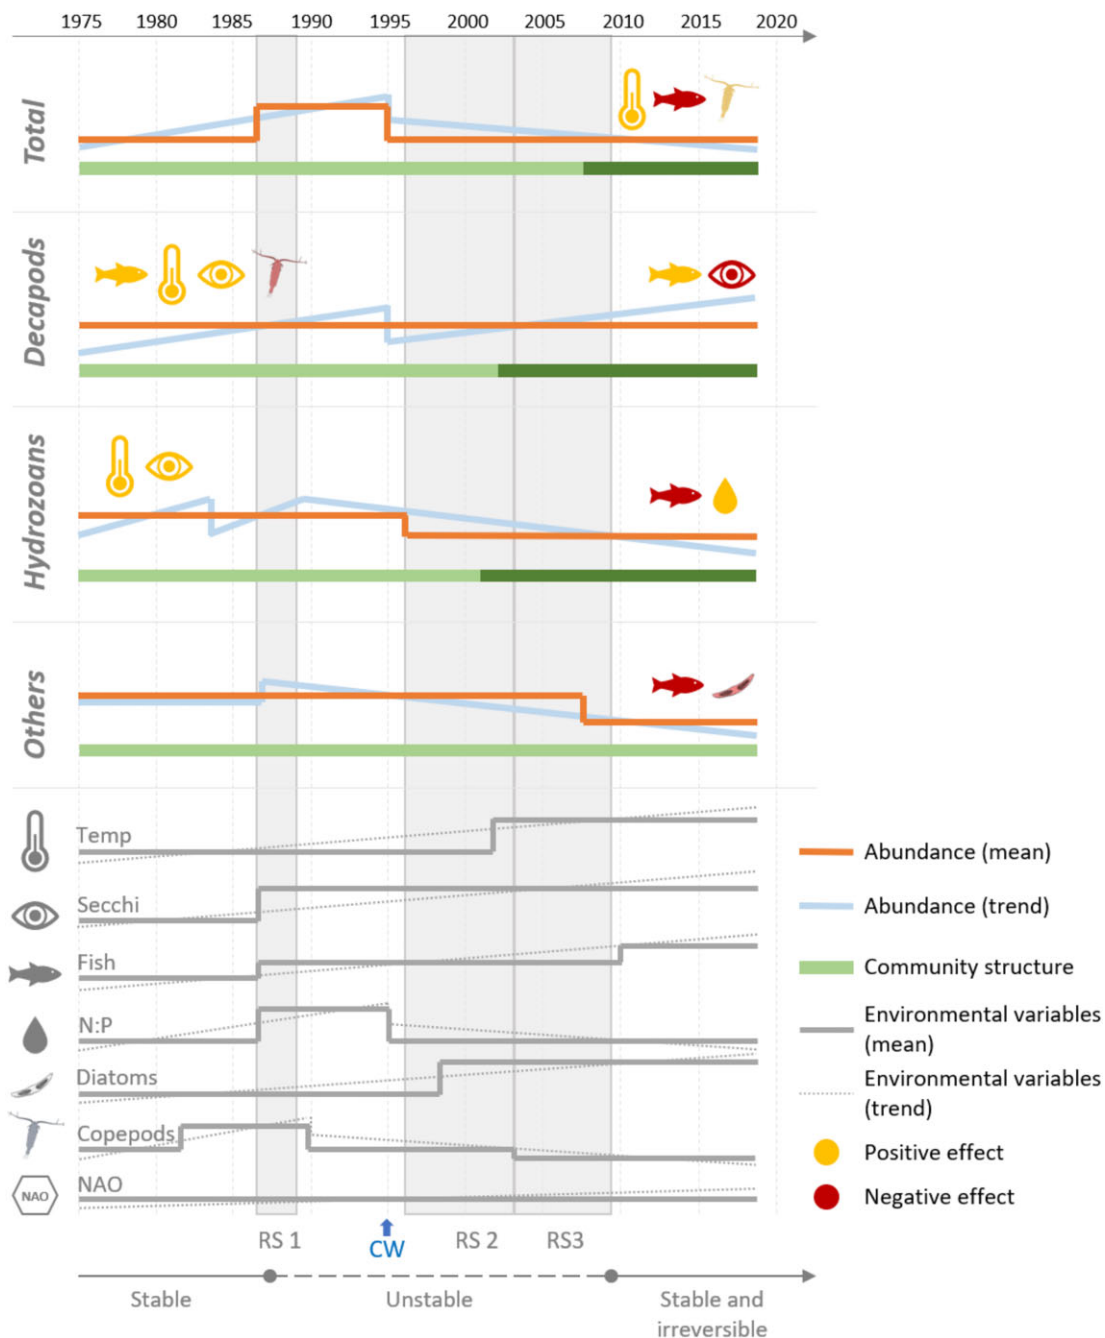 1975 1980 1985 1990 1995 2000 2005 2010 2015 2020
Total
Decapods
Hydrozoans
Others
Temp
Secchi
Fish
N:P
Diatoms
Copepods
NAO
NAO
Abundance (mean)
Abundance (trend)
Community structure
Environmental variables
(mean)
Environmental variables
(trend)
Positive effect
Negative effect
RS 1
CW
RS 2
RS3
Stable
Unstable
Stable and
irreversible